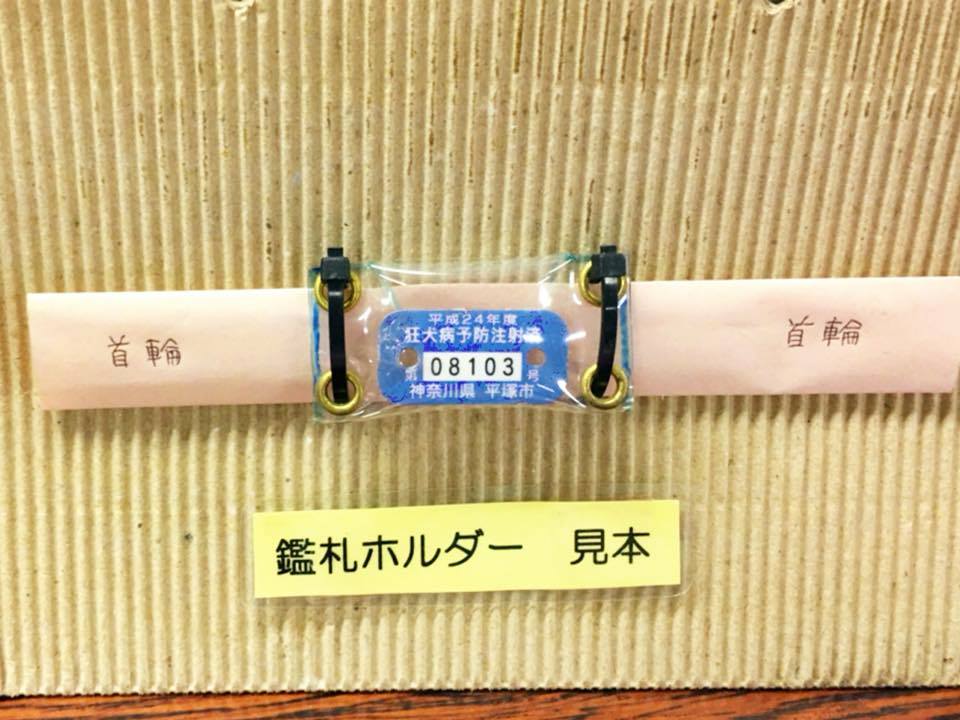 首輪
首輪
平成24年度
狂犬病予防注射済
第 08103 号
神奈川県 平塚市
鑑札ホルダー 見本